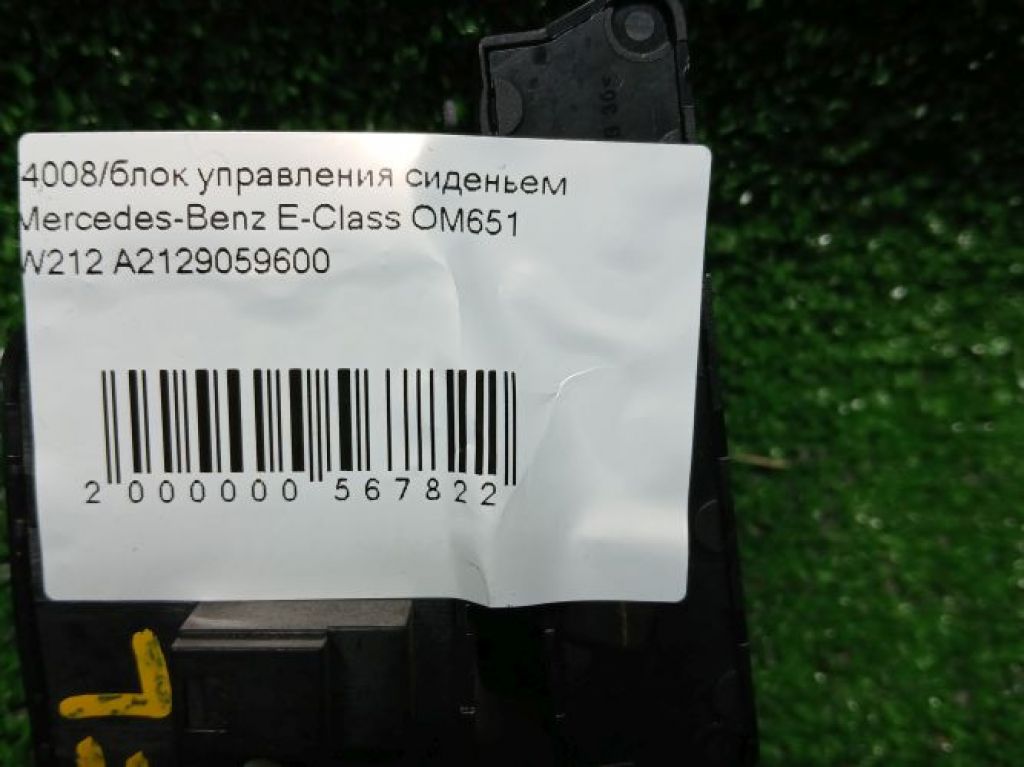 4008/блок управления сиденьем
Mercedes-Benz E-Class OM651
W212 A2129059600
2 000000 567822
L